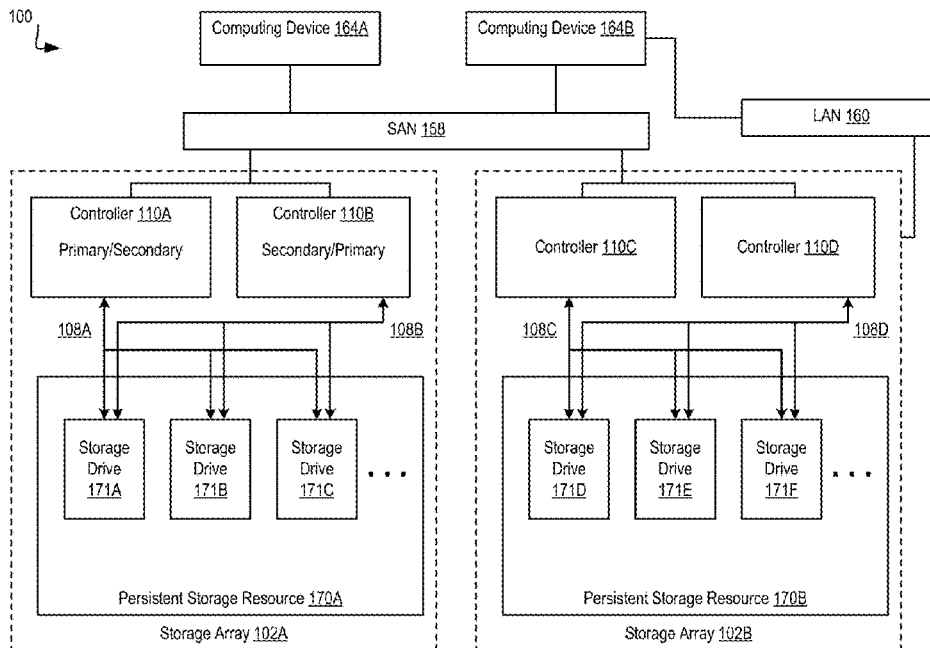 100
Computing Device 164A
Computing Device 164B
SAN 158
LAN 160
Controller 110A
Primary/Secondary
Controller 110B
Secondary/Primary
Controller 110C
Controller 110D
108A
108B
108C
108D
Storage
Drive
171A
Storage
Drive
171B
Storage
Drive
171C
Storage
Drive
171D
Storage
Drive
171E
Storage
Drive
171F
Persistent Storage Resource 170A
Persistent Storage Resource 170B
Storage Array 102A
Storage Array 102B